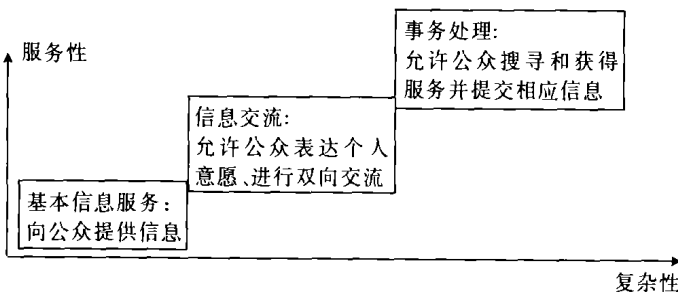 事务处理:
允许公众搜寻和获得
服务并提交相应信息
服务性
信息交流:
允许公众表达个人
意愿、进行双向交流
基本信息服务:
向公众提供信息
复杂性